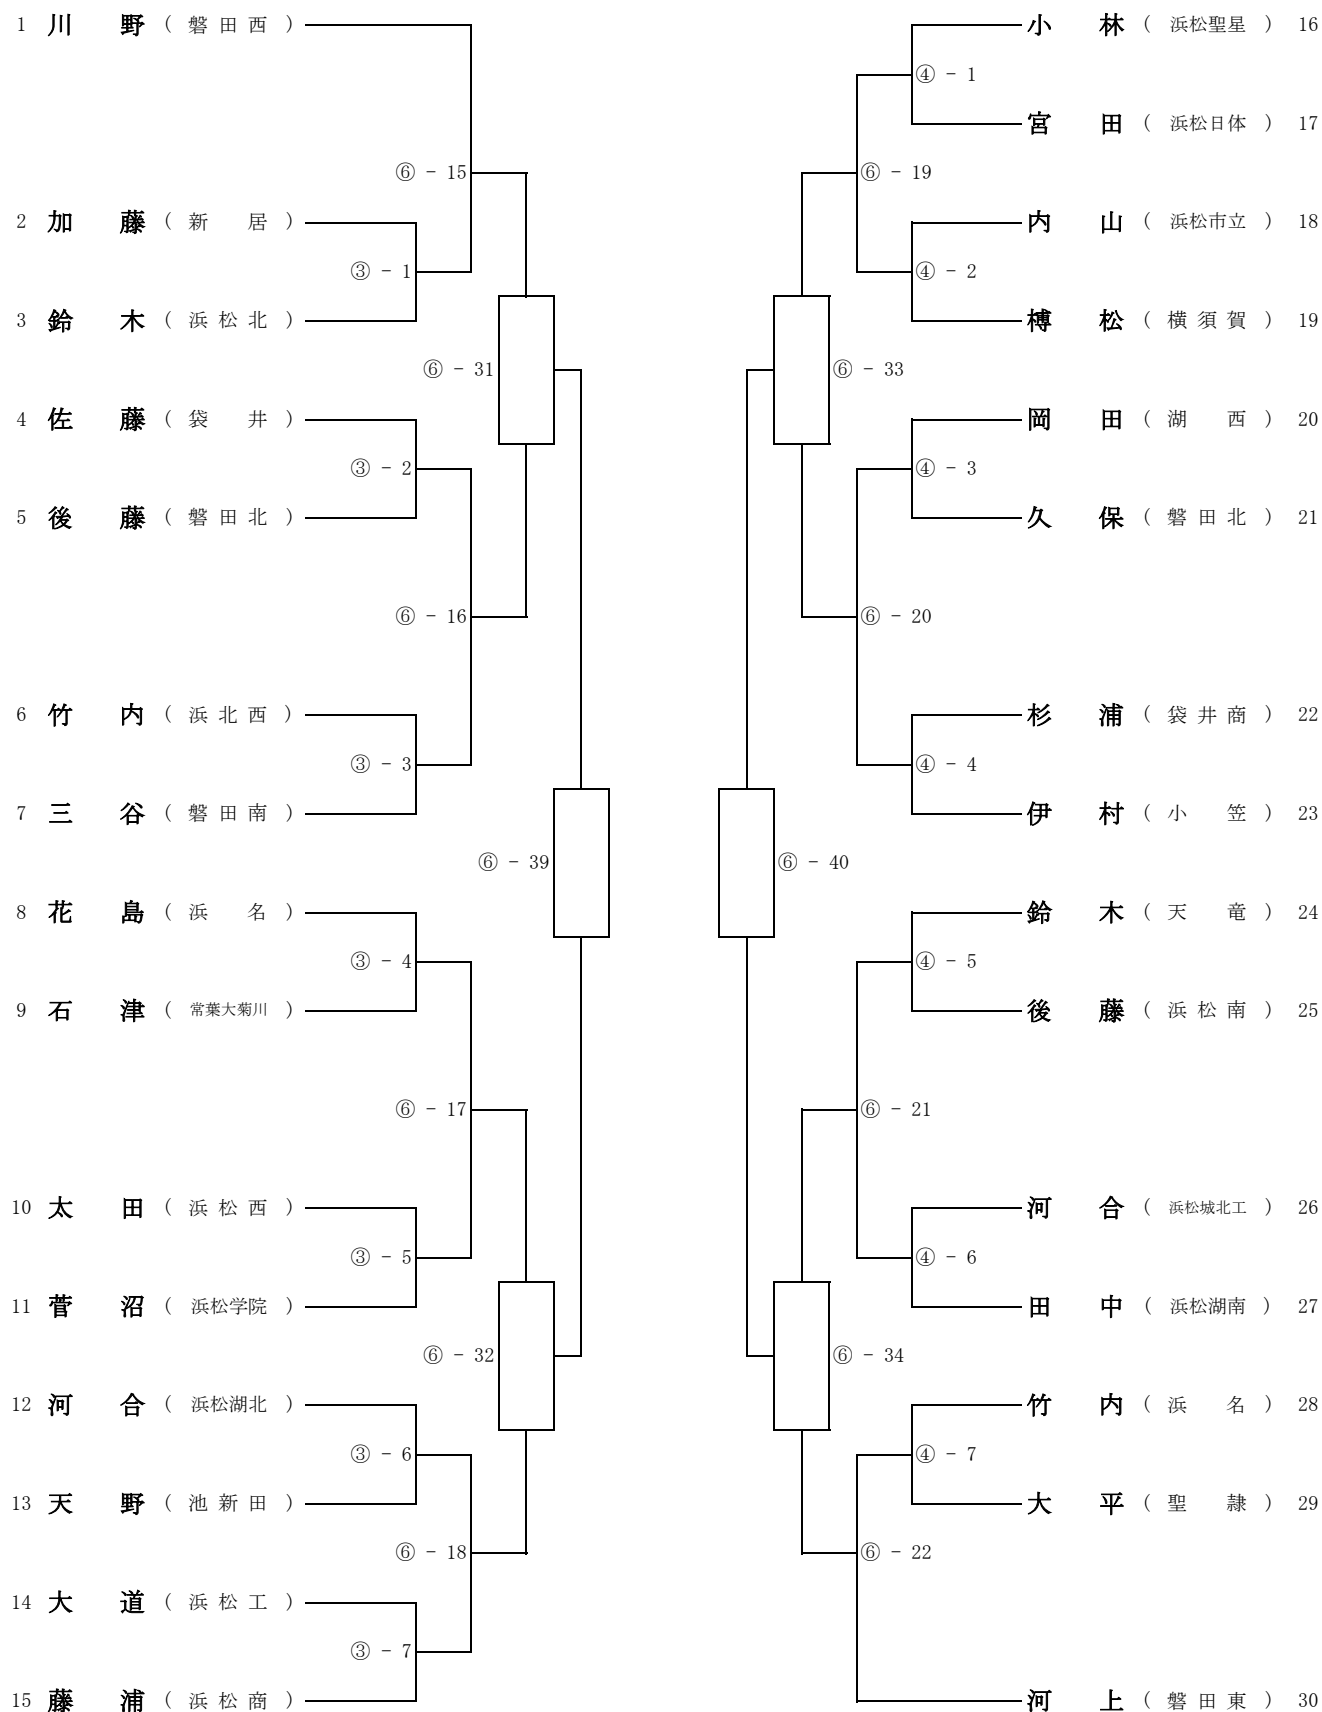 1 川 野 ( 磐 田 西 )
⑥ - 15
2 加 藤 ( 新 居 )
③ - 1
3 鈴 木 ( 浜 松 北 )
⑥ - 31
4 佐 藤 ( 袋 井 )
③ - 2
5 後 藤 ( 磐 田 北 )
⑥ - 16
6 竹 内 ( 浜 北 西 )
③ - 3
7 三 谷 ( 磐 田 南 )
⑥ - 39
8 花 島 ( 浜 名 )
③ - 4
9 石 津 ( 常葉大菊川 )
⑥ - 17
10 太 田 ( 浜 松 西 )
③ - 5
11 菅 沼 ( 浜松学院 )
⑥ - 32
12 河 合 ( 浜松湖北 )
③ - 6
13 天 野 ( 池 新 田 )
⑥ - 18
14 大 道 ( 浜 松 工 )
③ - 7
15 藤 浦 ( 浜 松 商 )
小 林 ( 浜松聖星 ) 16
④ - 1
宮 田 ( 浜松日体 ) 17
⑥ - 19
内 山 ( 浜松市立 ) 18
④ - 2
榑 松 ( 横 須 賀 ) 19
⑥ - 33
岡 田 ( 湖 西 ) 20
④ - 3
久 保 ( 磐 田 北 ) 21
⑥ - 20
杉 浦 ( 袋 井 商 ) 22
④ - 4
伊 村 ( 小 笠 ) 23
⑥ - 40
鈴 木 ( 天 竜 ) 24
④ - 5
後 藤 ( 浜 松 南 ) 25
⑥ - 21
河 合 ( 浜松城北工 ) 26
④ - 6
田 中 ( 浜松湖南 ) 27
⑥ - 34
竹 内 ( 浜 名 ) 28
④ - 7
大 平 ( 聖 隷 ) 29
⑥ - 22
河 上 ( 磐 田 東 ) 30